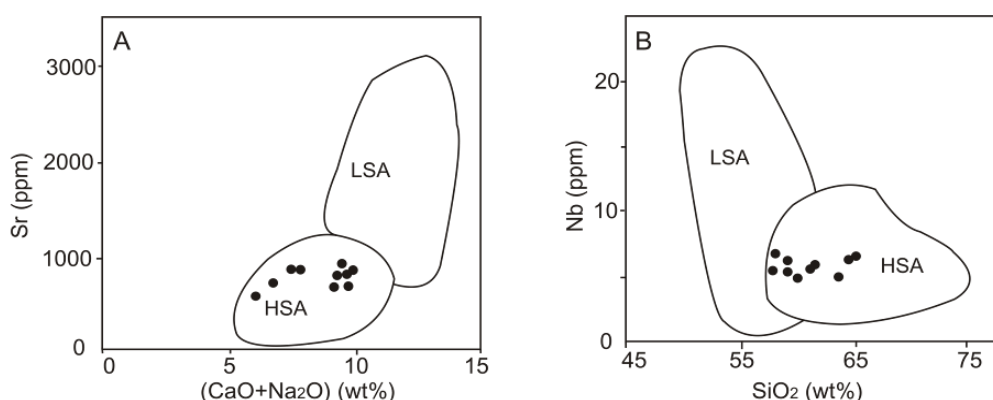 A
3000
2000
1000
0
Sr (ppm)
LSA
HSA
0
5
10
15
(CaO+Na₂O) (wt%)
B
20
10
0
Nb (ppm)
LSA
HSA
45
55
65
75
SiO₂ (wt%)